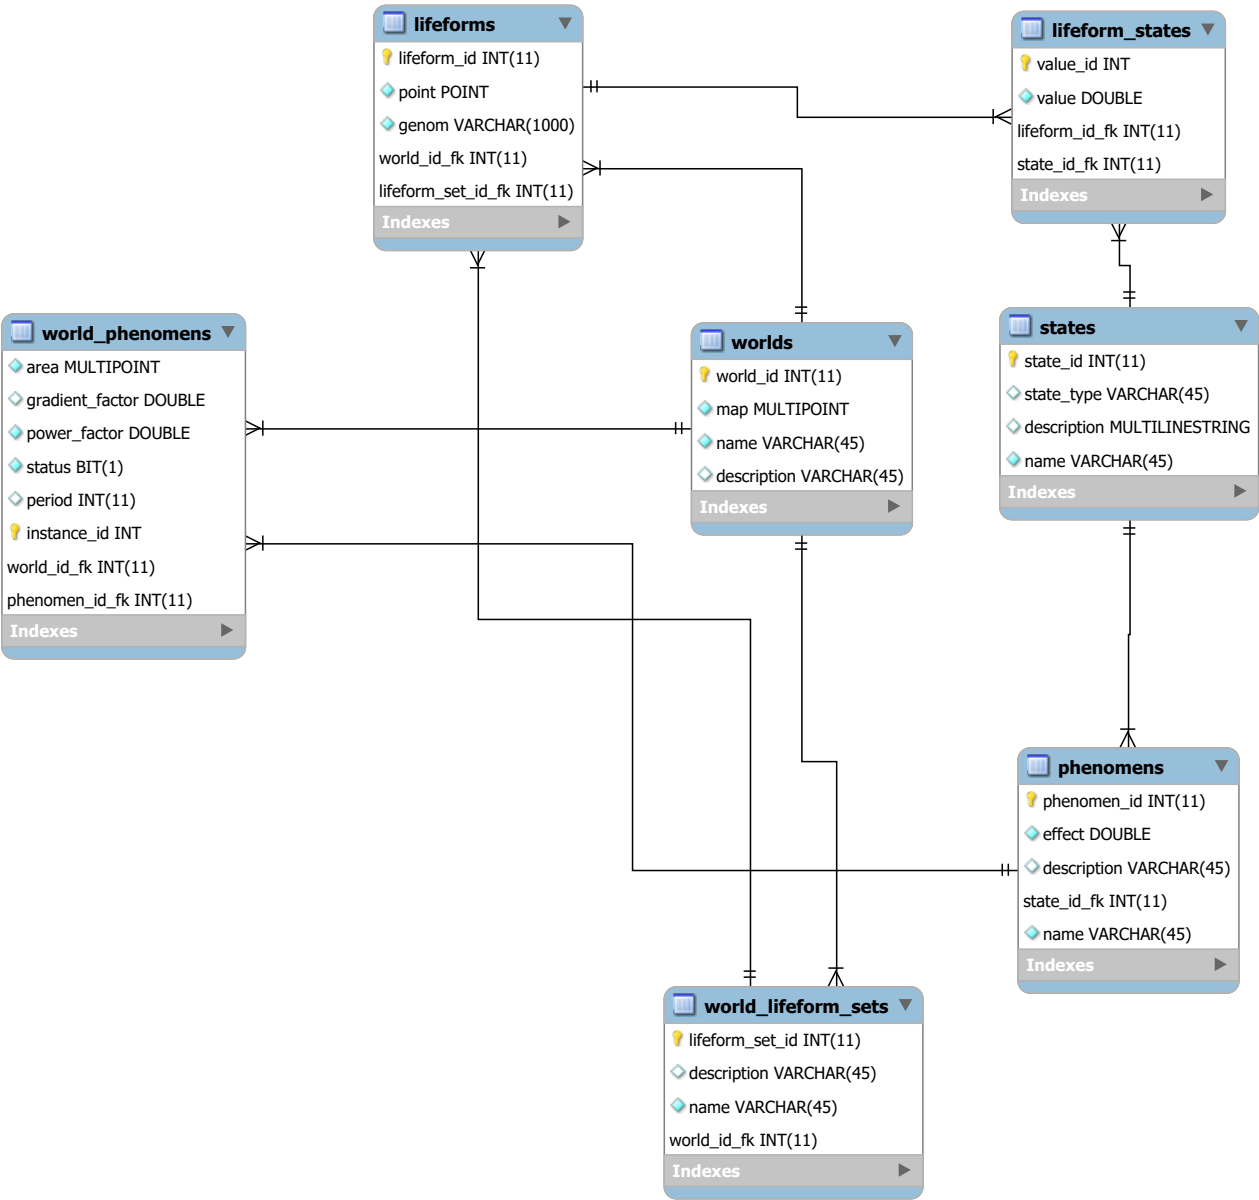 lifeforms
lifeform_id INT(11)
point POINT
genom VARCHAR(1000)
world_id_fk INT(11)
lifeform_set_id_fk INT(11)
Indexes
lifeform_states
value_id INT
value DOUBLE
lifeform_id_fk INT(11)
state_id_fk INT(11)
Indexes
world_phenomens
area MULTIPOINT
gradient_factor DOUBLE
power_factor DOUBLE
status BIT(1)
period INT(11)
instance_id INT
world_id_fk INT(11)
phenomen_id_fk INT(11)
Indexes
worlds
world_id INT(11)
map MULTIPOINT
name VARCHAR(45)
description VARCHAR(45)
Indexes
states
state_id INT(11)
state_type VARCHAR(45)
description MULTILINESTRING
name VARCHAR(45)
Indexes
phenomens
phenomen_id INT(11)
effect DOUBLE
description VARCHAR(45)
state_id_fk INT(11)
name VARCHAR(45)
Indexes
world_lifeform_sets
lifeform_set_id INT(11)
description VARCHAR(45)
name VARCHAR(45)
world_id_fk INT(11)
Indexes